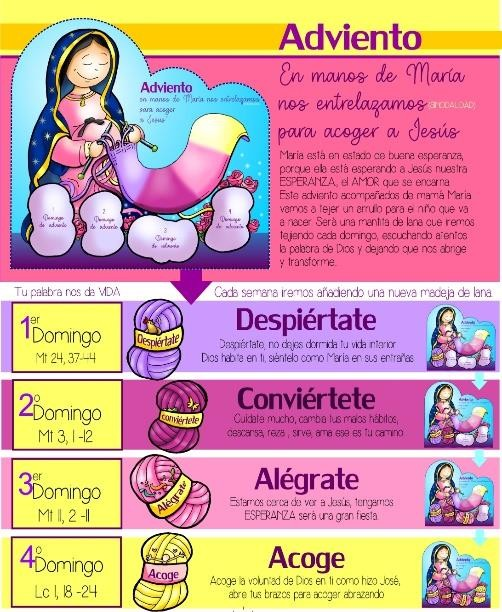 Adviento
En manos de María
nos entrelazamos (SINODALIDAD)
para acoger a Jesús
María está en estado de buena esperanza,
porque ella está esperando a Jesús nuestra
ESPERANZA, el AMOR que se encarna.
Este adviento acompañados de mamá María
vamos a tejer un arrullo para el niño que va
a nacer. Será una mantita de lana que iremos
tejiendo cada domingo, escuchando atentos
la palabra de Dios y dejando que nos abrigue
y transforme.
Adviento
en manos de María nos entrelazamos
para acoger
a Jesús
1 Domingo de adviento
2 Domingo de adviento
3 Domingo de adviento
4 Domingo de adviento
Tu palabra nos da VIDA
Cada semana iremos añadiendo una nueva madeja de lana.
1er Domingo
Mt 24, 37-44
Despiértate
Despiértate
Despiértate, no dejes dormida tu vida interior
Dios habita en ti, siéntelo como María en sus entrañas
2º Domingo
Mt 3, 1-12
conviértete
Conviértete
Cuídate mucho, cambia tus malos hábitos,
descansa, reza, sirve, ama ese es tu camino
3er Domingo
Mt 11, 2-11
Alégrate
Alégrate
Estamos cerca de ver a Jesús, tengamos
ESPERANZA será una gran fiesta
4º Domingo
Lc 1, 18-24
Acoge
Acoge
Acoge la voluntad de Dios en ti como hizo José,
abre tus brazos para acoger abrazando